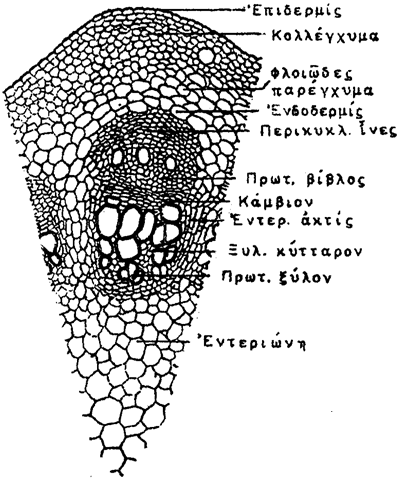 Ἐπιδερμίς
Κολλέγχυμα
φλοιῶδες
παρέγχυμα
Ἐνδοδερμίς
Περικυκλ. ἶνες
Πρωτ. βίβλος
Κάμβιον
Ἐντερ. ἀκτίς
Ξυλ. κύτταρον
Πρωτ. ξύλον
Ἐντεριώνη